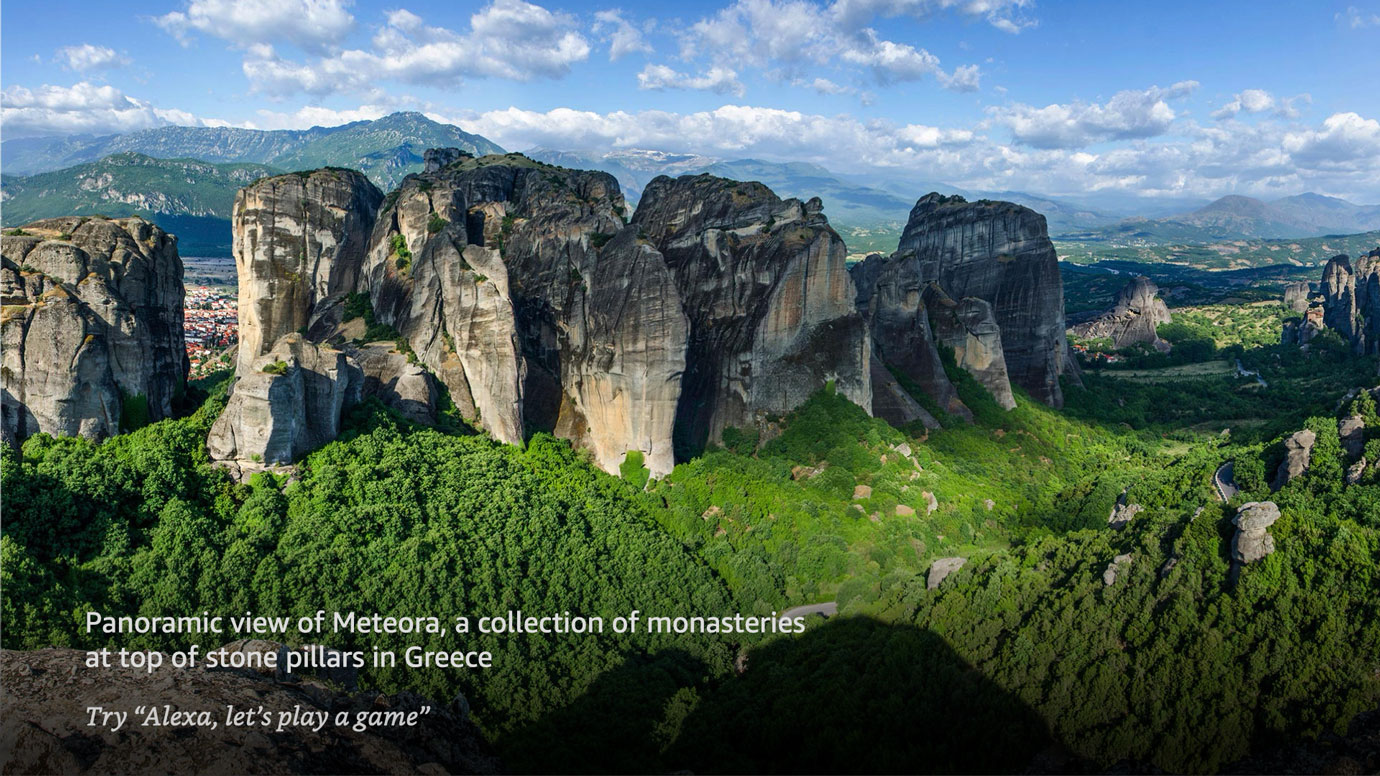 Panoramic view of Meteora, a collection of monasteries
at top of stone pillars in Greece
Try “Alexa, let’s play a game”